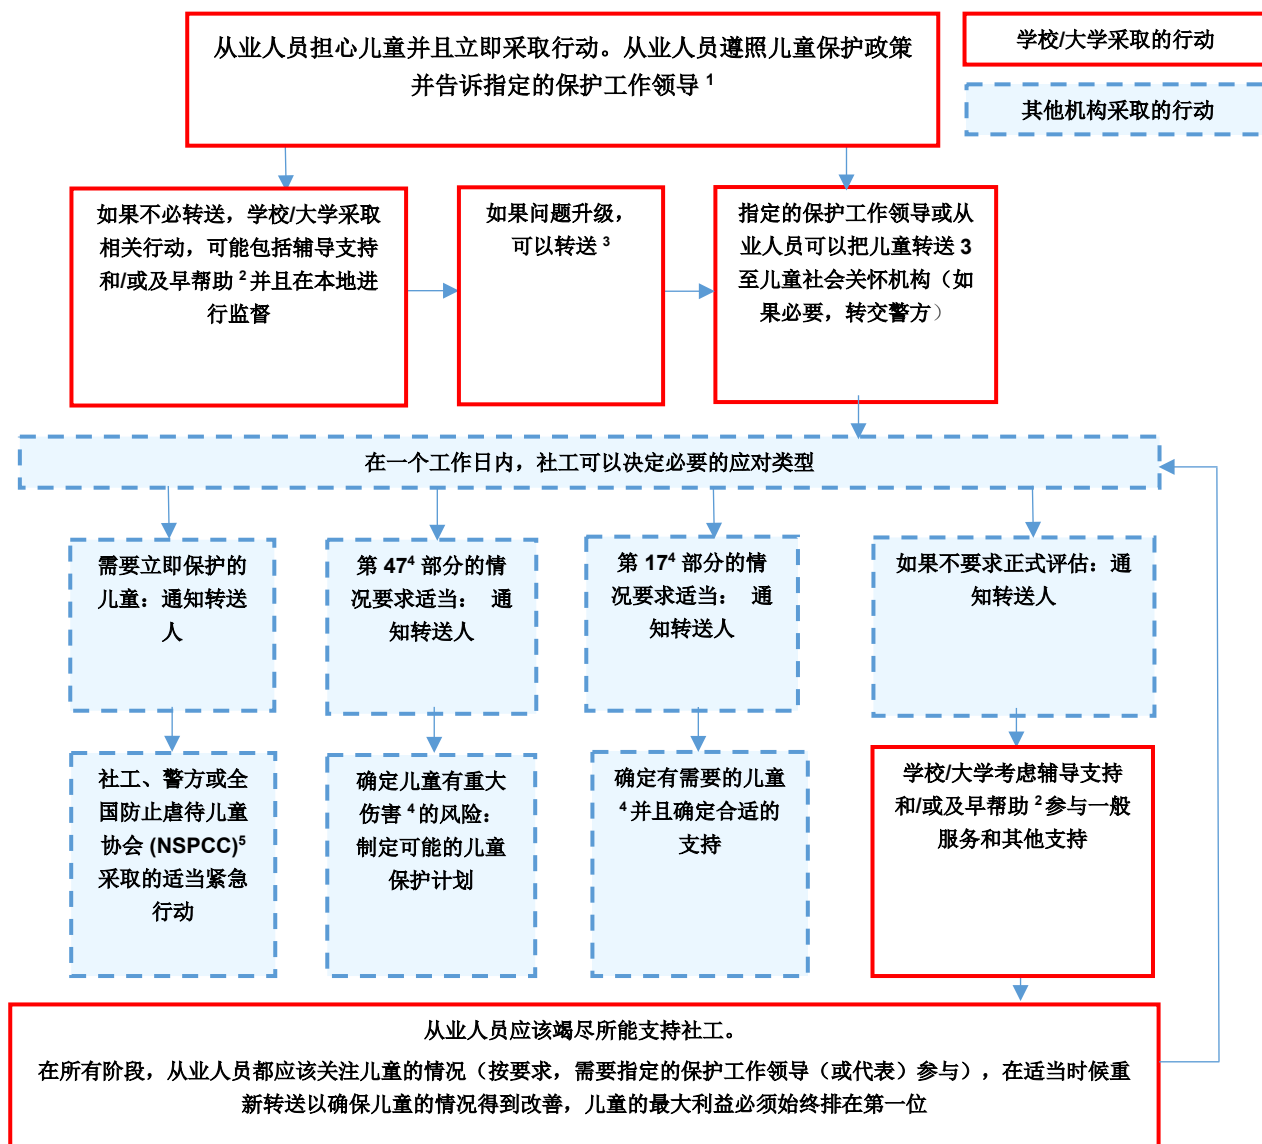 从业人员担心儿童并且立即采取行动。从业人员遵照儿童保护政策
并告诉指定的保护工作领导 1
学校/大学采取的行动
其他机构采取的行动
如果不必转送，学校/大学采取
相关行动，可能包括辅导支持
和/或及早帮助 2 并且在本地进
行监督
如果问题升级，
可以转送 3
指定的保护工作领导或从
业人员可以把儿童转送 3
至儿童社会关怀机构（如
果必要，转交警方）
在一个工作日内，社工可以决定必要的应对类型
需要立即保护的
儿童：通知转送
人
第 474 部分的情
况要求适当： 通
知转送人
第 174 部分的情
况要求适当： 通
知转送人
如果不要求正式评估：通
知转送人
社工、警方或全
国防止虐待儿童
协会 (NSPCC)5
采取的适当紧急
行动
确定儿童有重大
伤害 4 的风险：
制定可能的儿童
保护计划
确定有需要的儿童
4 并且确定合适的
支持
学校/大学考虑辅导支持
和/或及早帮助 2 参与一般
服务和其他支持
从业人员应该竭尽所能支持社工。
在所有阶段，从业人员都应该关注儿童的情况（按要求，需要指定的保护工作领导（或代表）参与），在适当时候重
新转送以确保儿童的情况得到改善，儿童的最大利益必须始终排在第一位